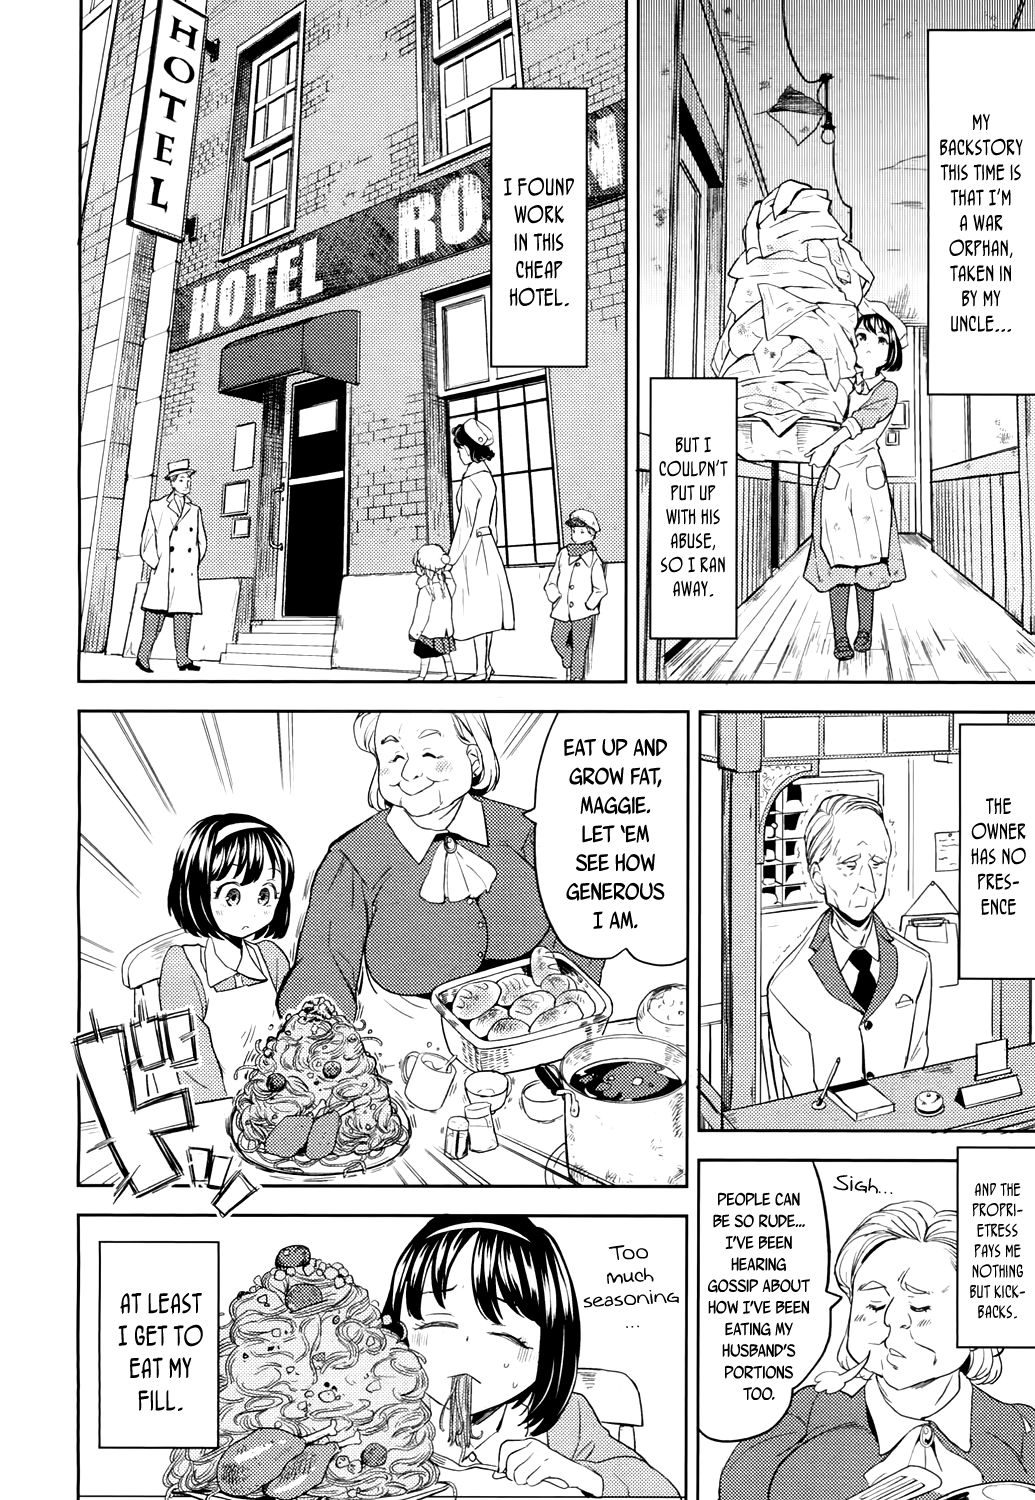 MY
BACKSTORY
THIS TIME IS
THAT I'M
A WAR
ORPHAN,
TAKEN IN
BY MY
UNCLE...
BUT I
COULDN'T
PUT UP
WITH HIS
ABUSE,
SO I RAN
AWAY.
HOTEL
HOTEL
I FOUND
WORK
IN THIS
CHEAP
HOTEL.
THE
OWNER
HAS NO
PRES-
ENCE
EAT UP AND
GROW FAT,
MAGGIE.
LET 'EM
SEE HOW
GENEROUS
I AM.
AND THE
PROPRI-
ETRESS
PAYS ME
NOTHING
BUT KICK-
BACKS.
SIGH...
PEOPLE CAN
BE SO RUDE...
I'VE BEEN
HEARING
GOSSIP ABOUT
HOW I'VE BEEN
EATING MY
HUSBAND'S
PORTIONS
TOO.
TOO
MUCH
SEASONING
...
AT LEAST
I GET TO
EAT MY
FILL.